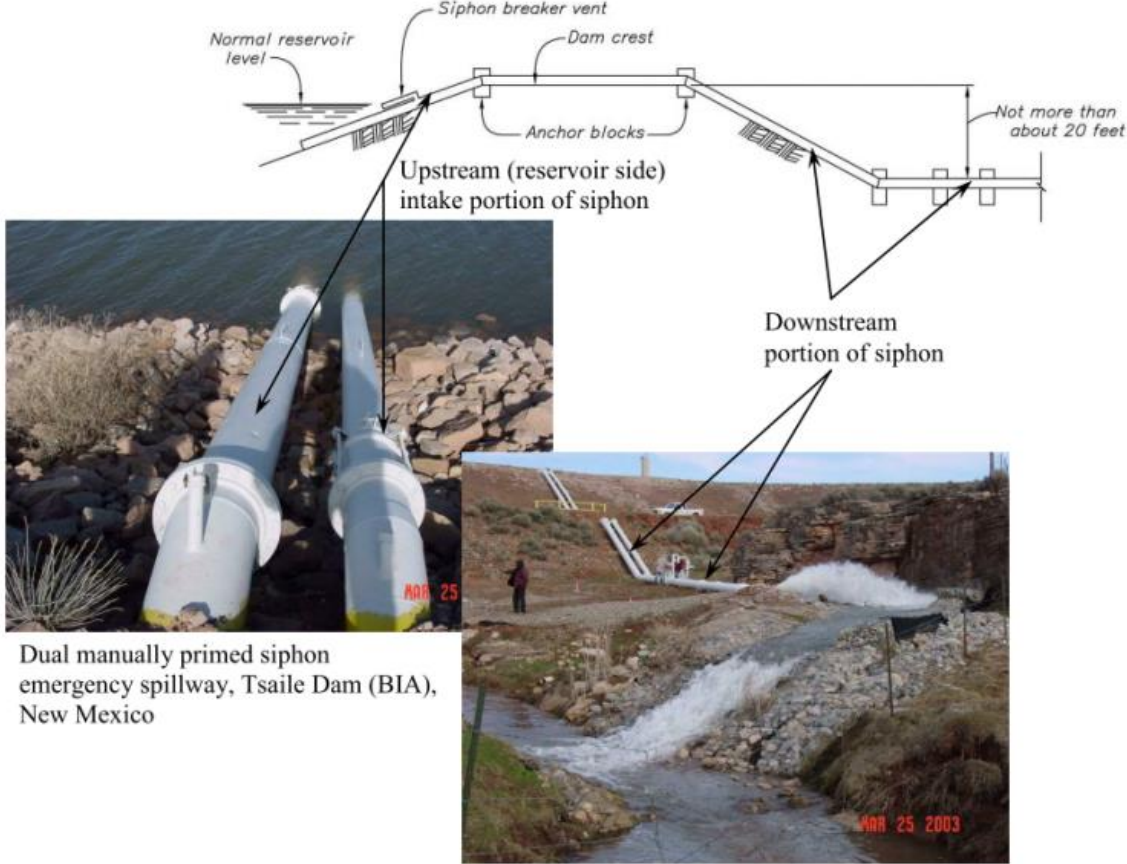 Siphon breaker vent
Normal reservoir
level
Dam crest
Not more than
about 20 feet
Anchor blocks
Upstream (reservoir side)
intake portion of siphon
Downstream
portion of siphon
MAR 25
Dual manually primed siphon
emergency spillway, Tsaile Dam (BIA),
New Mexico
MAR 25 2003